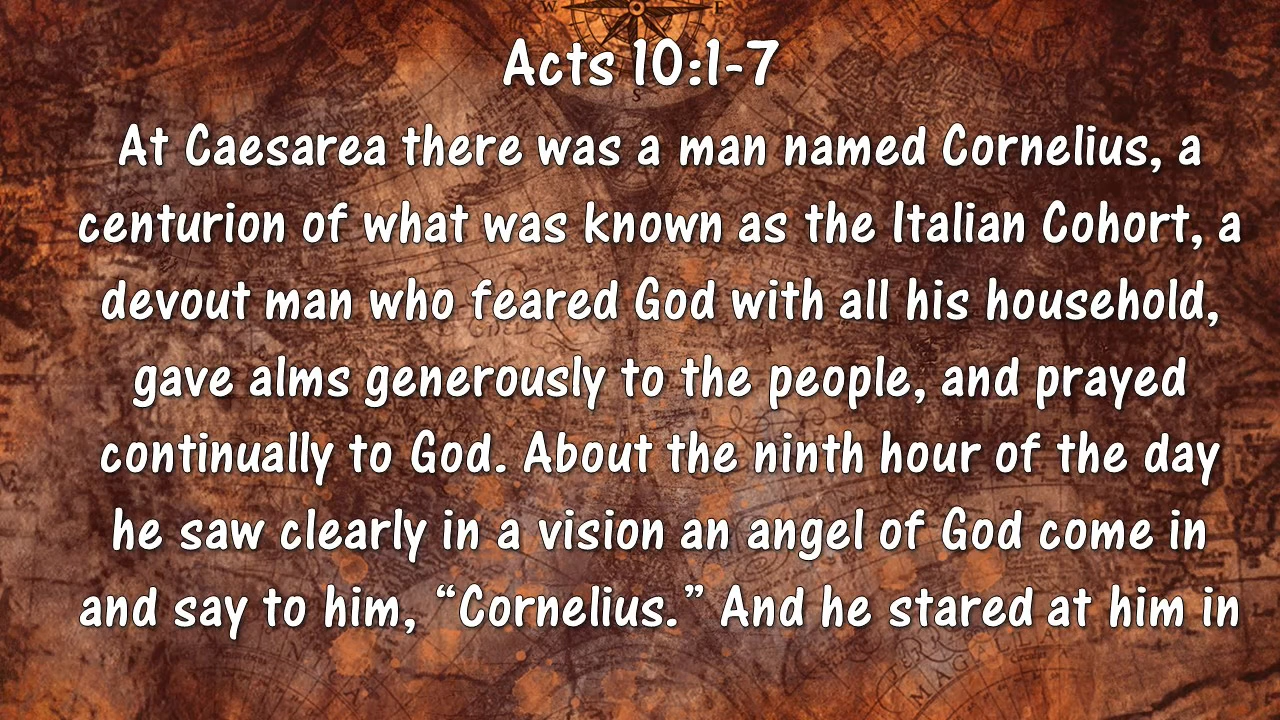 Acts 10:1-7
At Caesarea there was a man named Cornelius, a
centurion of what was known as the Italian Cohort, a
devout man who feared God with all his household,
gave alms generously to the people, and prayed
continually to God. About the ninth hour of the day
he saw clearly in a vision an angel of God come in
and say to him, “Cornelius.” And he stared at him in